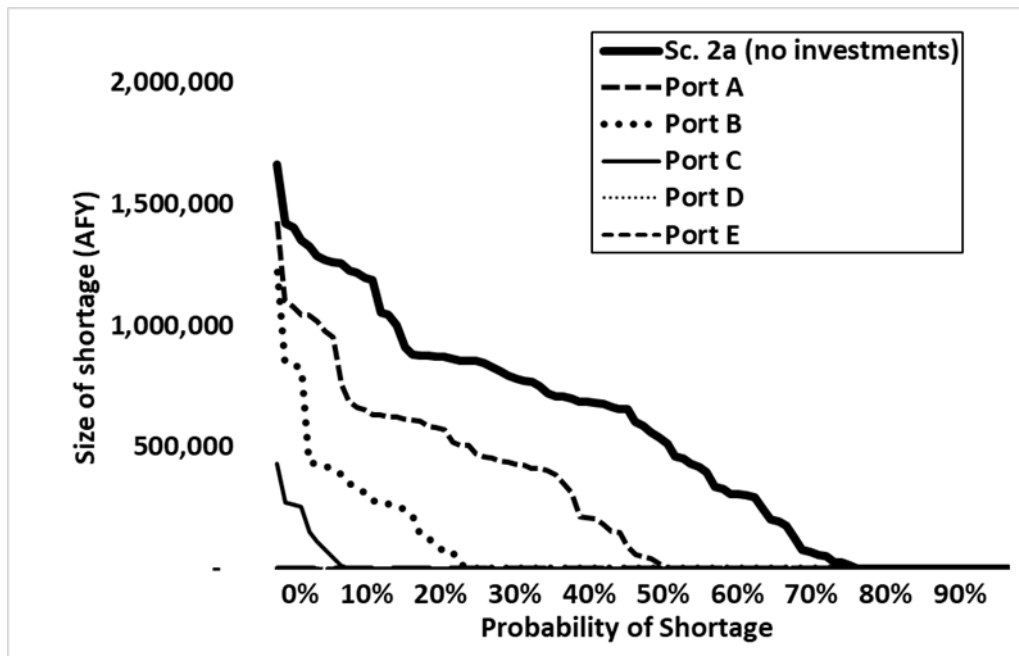 Sc. 2a (no investments)
Port A
Port B
Port C
Port D
Port E
Size of shortage (AFY)
2,000,000
1,500,000
1,000,000
500,000
-
0% 10% 20% 30% 40% 50% 60% 70% 80% 90%
Probability of Shortage